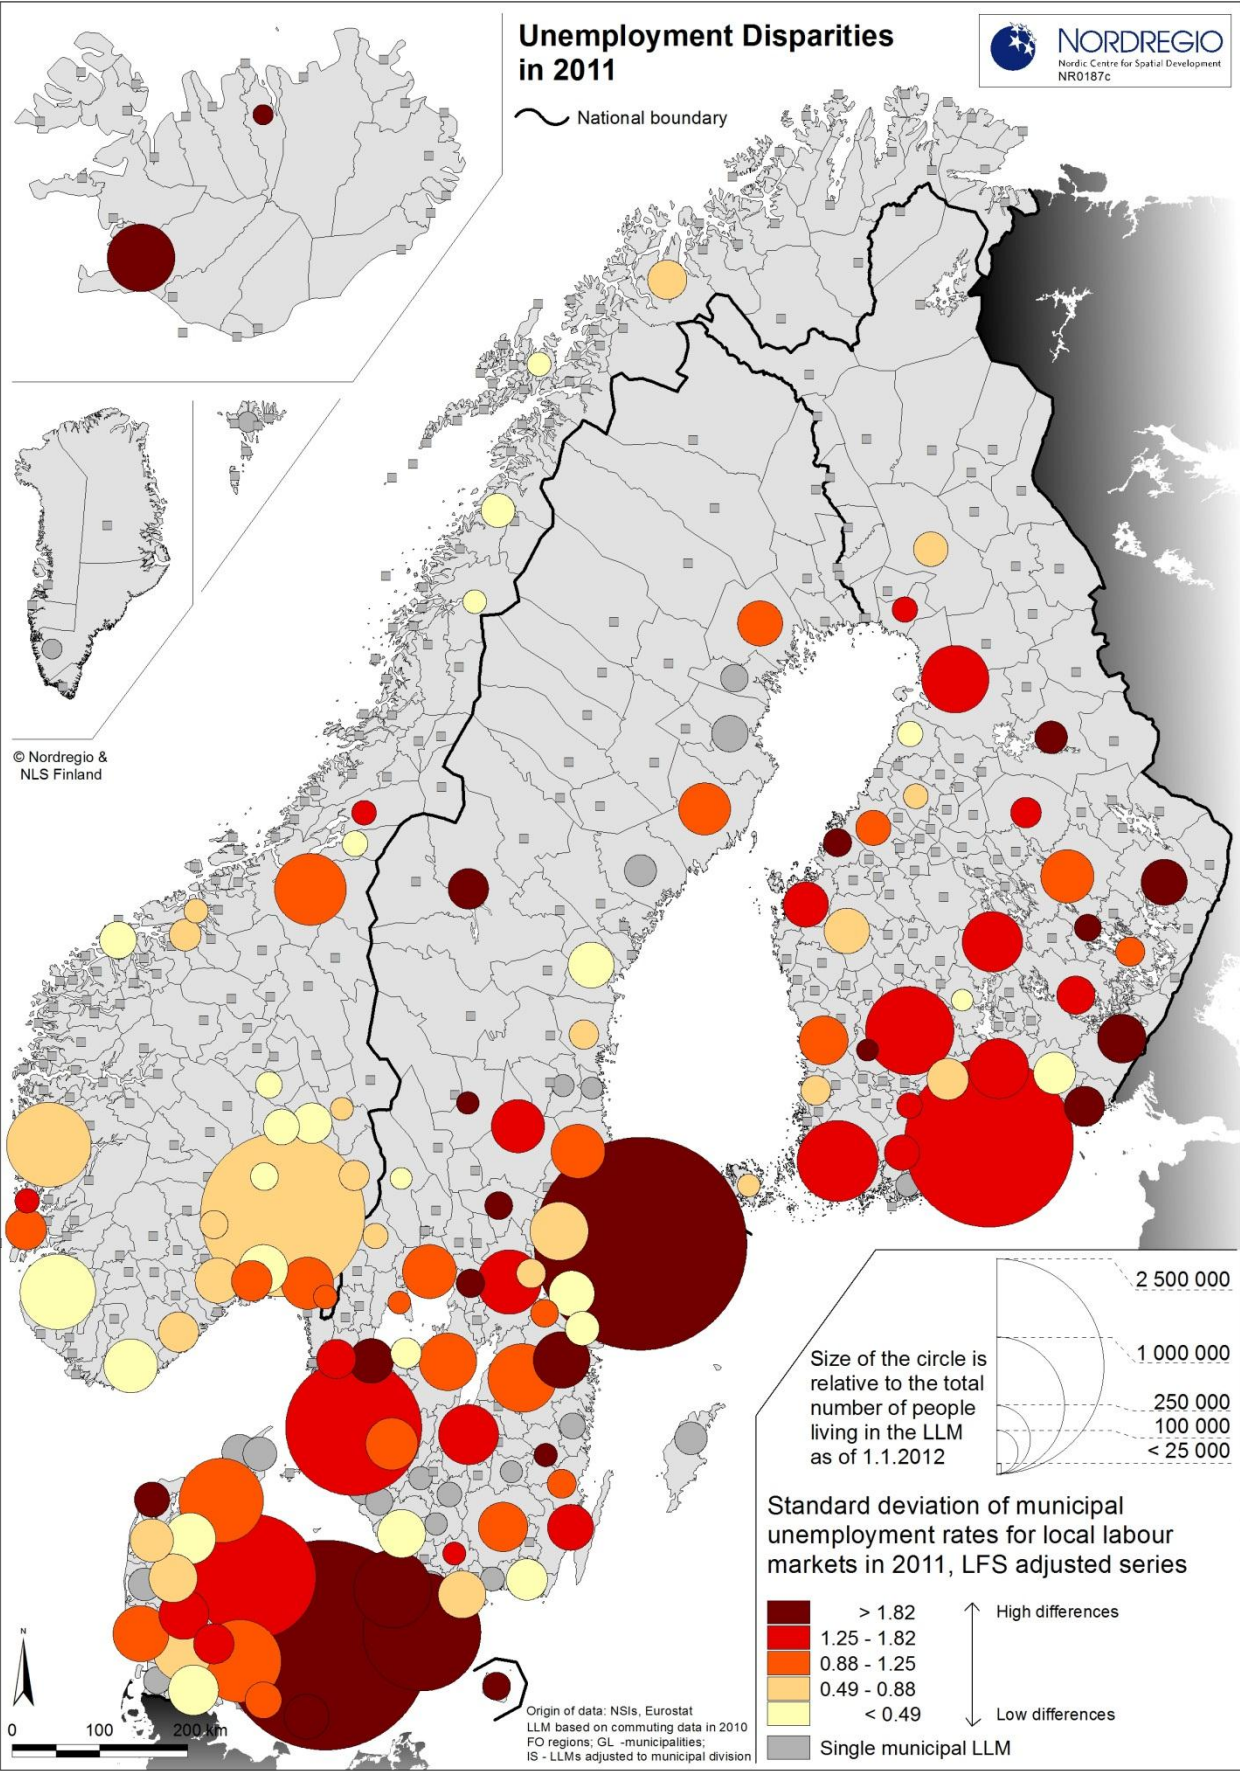 Unemployment Disparities
in 2011
National boundary
NORDREGIO
Nordic Centre for Spatial Development
NR0187c
© Nordregio &
NLS Finland
2 500 000
1 000 000
250 000
100 000
< 25 000
Size of the circle is
relative to the total
number of people
living in the LLM
as of 1.1.2012
Standard deviation of municipal
unemployment rates for local labour
markets in 2011, LFS adjusted series
> 1.82
1.25 - 1.82
0.88 - 1.25
0.49 - 0.88
< 0.49
High differences
Low differences
Single municipal LLM
N
0 100 200 km
Origin of data: NSIs, Eurostat
LLM based on commuting data in 2010
FO regions; GL -municipalities;
IS - LLMs adjusted to municipal division